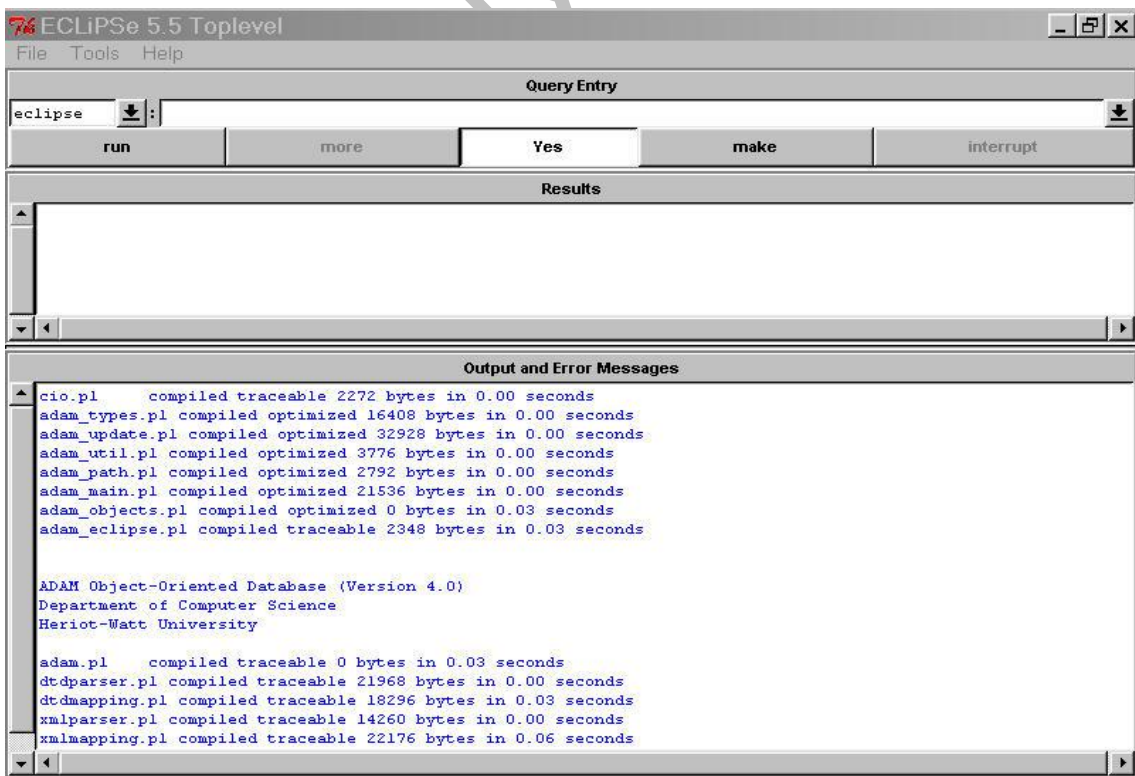 ECLiPSe 5.5 Toplevel
File Tools Help
Query Entry
eclipse :
run more Yes make interrupt
Results
Output and Error Messages
cio.pl compiled traceable 2272 bytes in 0.00 seconds
adam_types.pl compiled optimized 16408 bytes in 0.00 seconds
adam_update.pl compiled optimized 32928 bytes in 0.00 seconds
adam_util.pl compiled optimized 3776 bytes in 0.00 seconds
adam_path.pl compiled optimized 2792 bytes in 0.00 seconds
adam_main.pl compiled optimized 21536 bytes in 0.00 seconds
adam_objects.pl compiled optimized 0 bytes in 0.03 seconds
adam_eclipse.pl compiled traceable 2348 bytes in 0.03 seconds
ADAM Object-Oriented Database (Version 4.0)
Department of Computer Science
Heriot-Watt University
adam.pl compiled traceable 0 bytes in 0.03 seconds
dtdparser.pl compiled traceable 21968 bytes in 0.00 seconds
dtdmapping.pl compiled traceable 18296 bytes in 0.03 seconds
xmlparser.pl compiled traceable 14260 bytes in 0.00 seconds
xmlmapping.pl compiled traceable 22176 bytes in 0.06 seconds